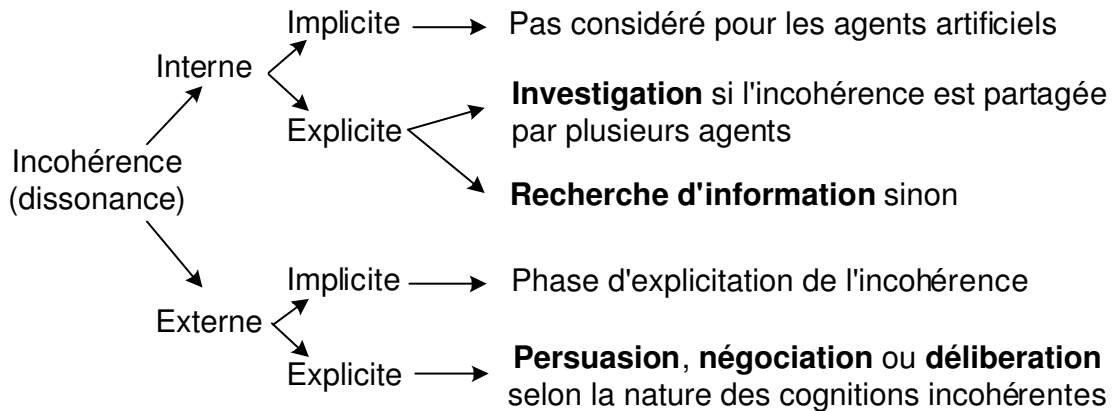 Implicite
Pas considéré pour les agents artificiels
Interne
Investigation si l'incohérence est partagée
par plusieurs agents
Explicite
Incohérence
(dissonance)
Recherche d'information sinon
Implicite
Phase d'explicitation de l'incohérence
Externe
Persuasion, négociation ou déliberation
Explicite
selon la nature des cognitions incohérentes